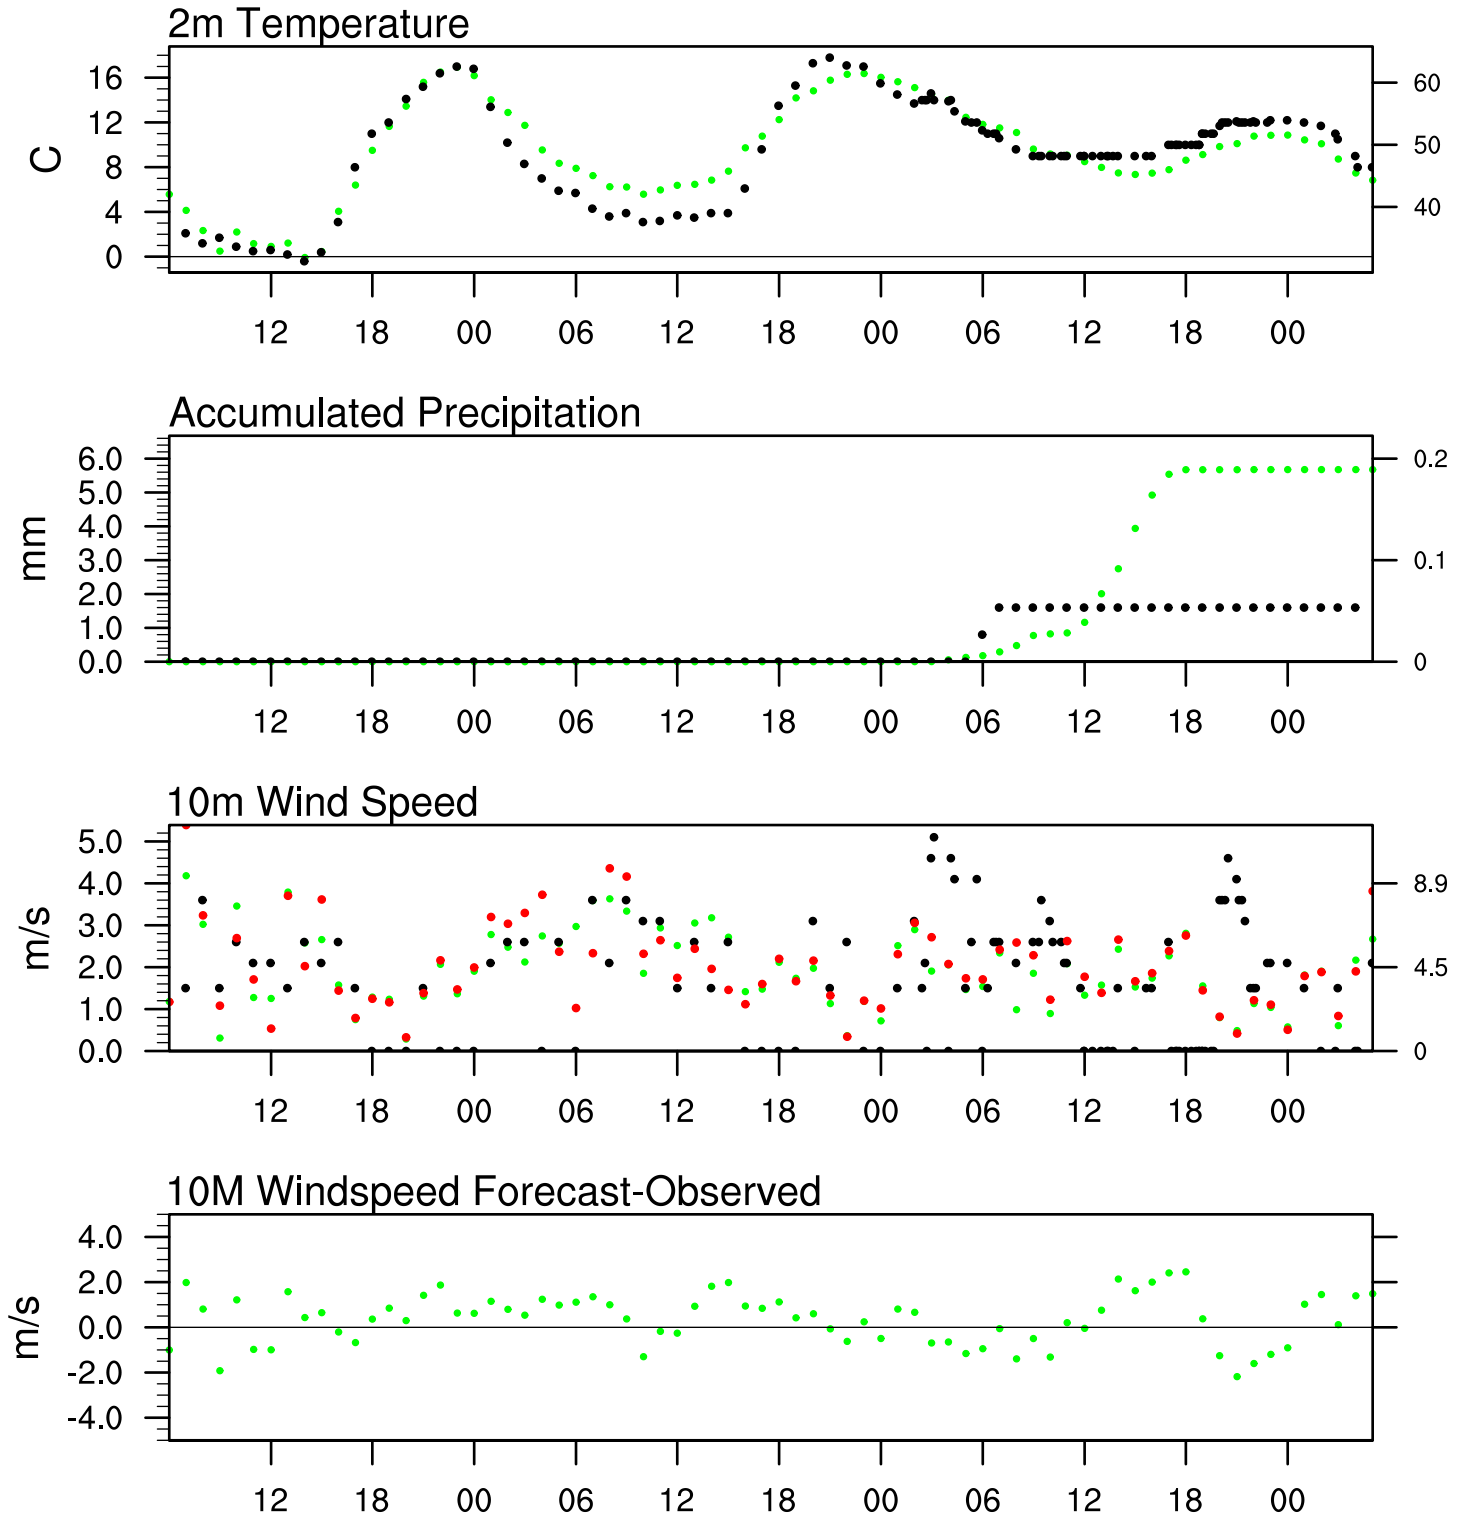 2m Temperature
16
12
8
4
0
C
60
50
40
12 18 00 06 12 18 00 06 12 18 00
Accumulated Precipitation
6.0
5.0
4.0
3.0
2.0
1.0
0.0
mm
0.2
0.1
0
12 18 00 06 12 18 00 06 12 18 00
10m Wind Speed
5.0
4.0
3.0
2.0
1.0
0.0
m/s
8.9
4.5
0
12 18 00 06 12 18 00 06 12 18 00
10M Windspeed Forecast-Observed
4.0
2.0
0.0
-2.0
-4.0
m/s
12 18 00 06 12 18 00 06 12 18 00